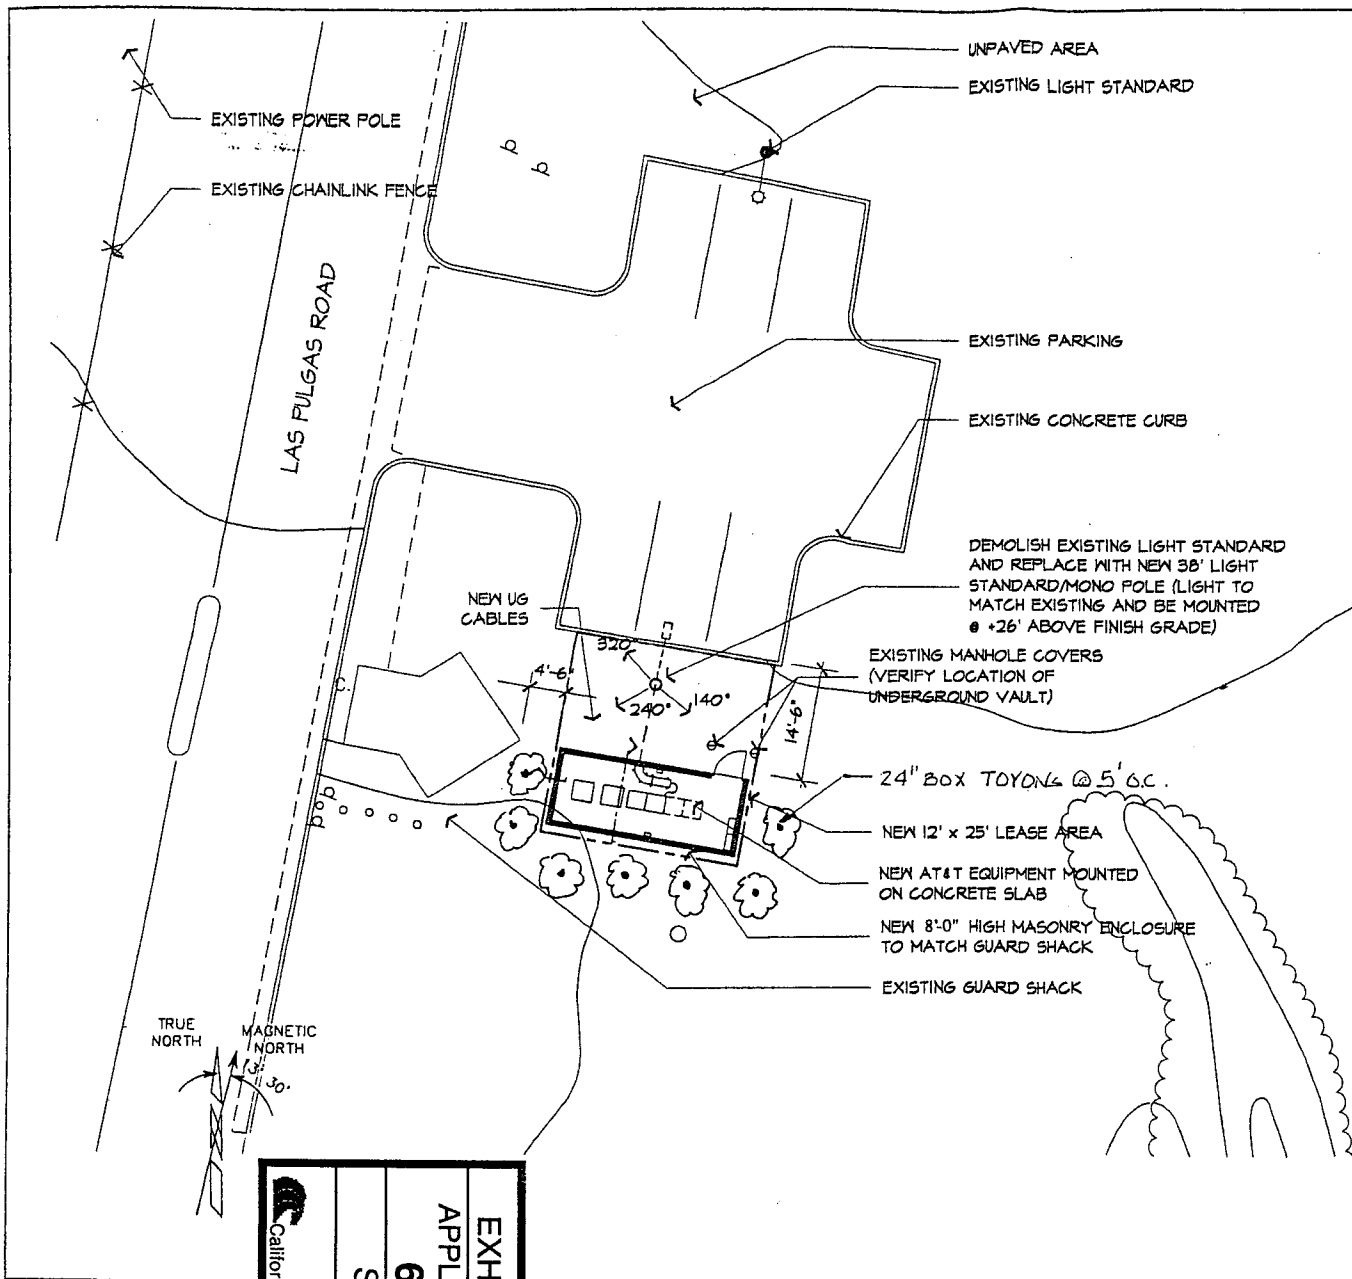 UNPAVED AREA
EXISTING LIGHT STANDARD
EXISTING POWER POLE
EXISTING CHAINLINK FENCE
LAS PULGAS ROAD
EXISTING PARKING
EXISTING CONCRETE CURB
DEMOLISH EXISTING LIGHT STANDARD
AND REPLACE WITH NEW 38' LIGHT
STANDARD/MONO POLE (LIGHT TO
MATCH EXISTING AND BE MOUNTED
@ +26' ABOVE FINISH GRADE)
NEW UG
CABLES
320°
4'-6"
240°
140°
EXISTING MANHOLE COVERS
(VERIFY LOCATION OF
UNDERGROUND VAULT)
14'-6"
24" BOX TOYONS @ 5' O.C.
NEW 12' x 25' LEASE AREA
NEW AT&T EQUIPMENT MOUNTED
ON CONCRETE SLAB
NEW 8'-0" HIGH MASONRY ENCLOSURE
TO MATCH GUARD SHACK
EXISTING GUARD SHACK
TRUE
NORTH
MAGNETIC
NORTH
13° 30'
EXH
APPL
6
S
Califor